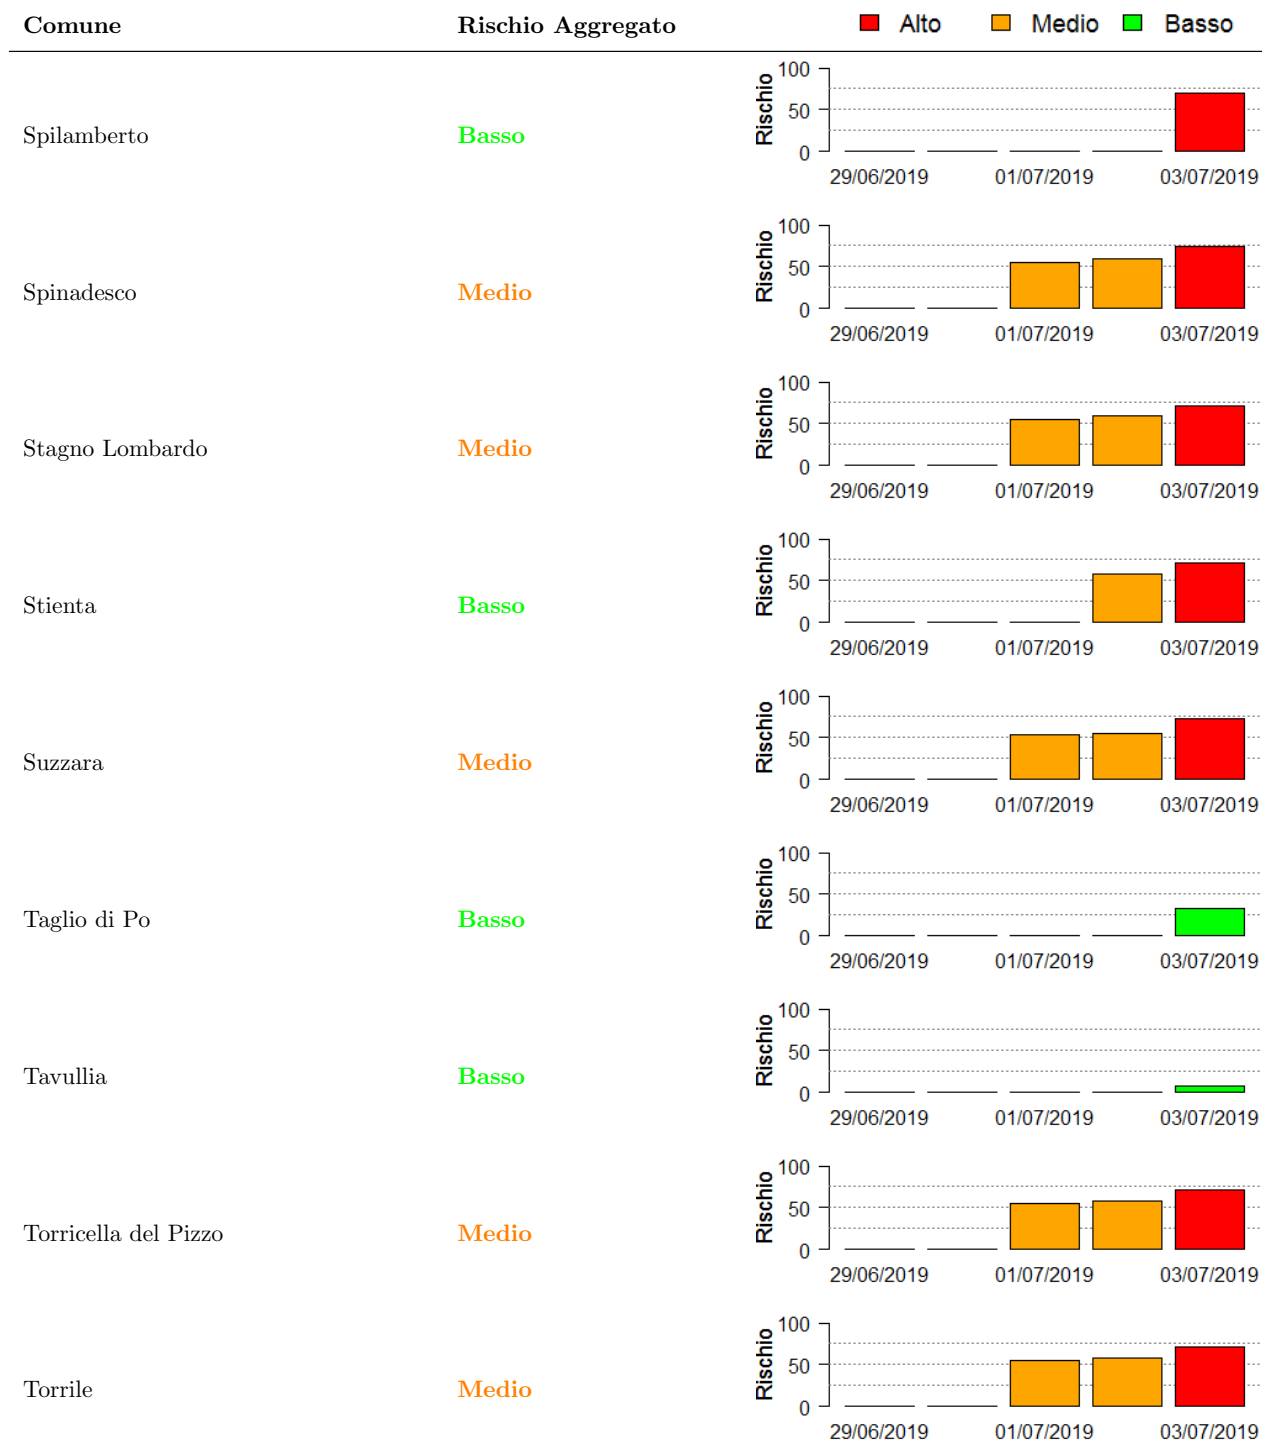 Comune Rischio Aggregato Alto Medio Basso
Spilamberto Basso
Rischio
100
50
0
29/06/2019 01/07/2019 03/07/2019
Spinadesco Medio
Rischio
100
50
0
29/06/2019 01/07/2019 03/07/2019
Stagno Lombardo Medio
Rischio
100
50
0
29/06/2019 01/07/2019 03/07/2019
Stienta Basso
Rischio
100
50
0
29/06/2019 01/07/2019 03/07/2019
Suzzara Medio
Rischio
100
50
0
29/06/2019 01/07/2019 03/07/2019
Taglio di Po Basso
Rischio
100
50
0
29/06/2019 01/07/2019 03/07/2019
Tavullia Basso
Rischio
100
50
0
29/06/2019 01/07/2019 03/07/2019
Torricella del Pizzo Medio
Rischio
100
50
0
29/06/2019 01/07/2019 03/07/2019
Torrile Medio
Rischio
100
50
0
29/06/2019 01/07/2019 03/07/2019